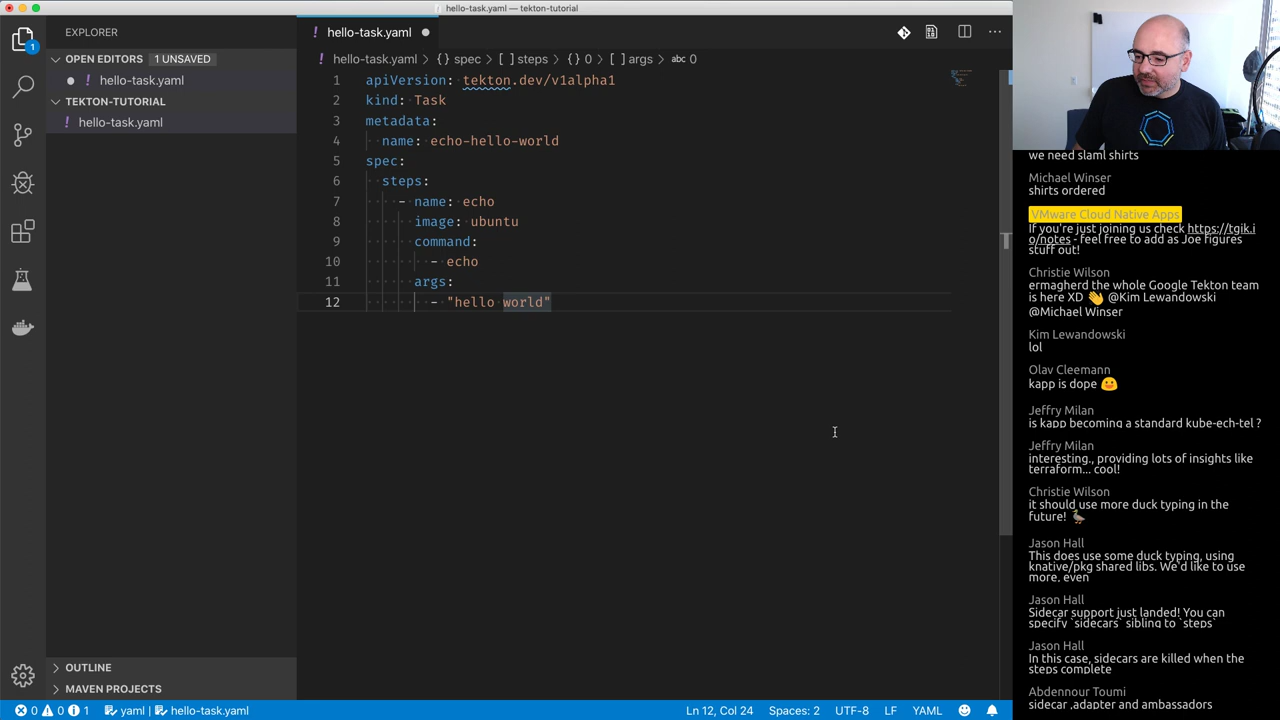 hello-task.yaml — tekton-tutorial
EXPLORER
OPEN EDITORS 1 UNSAVED
hello-task.yaml
TEKTON-TUTORIAL
! hello-task.yaml
OUTLINE
MAVEN PROJECTS
1
! hello-task.yaml
! hello-task.yaml > {} spec > [ ] steps > {} 0 > [ ] args > abc 0
1 apiVersion: tekton.dev/v1alpha1
2 kind: Task
3 metadata:
4 name: echo-hello-world
5 spec:
6 steps:
7 - name: echo
8 image: ubuntu
9 command:
10 - echo
11 args:
12 - "hello world"
0 0 1 yaml | hello-task.yaml
Ln 12, Col 24 Spaces: 2 UTF-8 LF YAML
we need slaml shirts
Michael Winser
shirts ordered
VMware Cloud Native Apps
If you're just joining us check https://tgik.i
o/notes - feel free to add as Joe figures
stuff out!
Christie Wilson
ermagherd the whole Google Tekton team
is here XD 👋 @Kim Lewandowski
@Michael Winser
Kim Lewandowski
lol
Olav Cleemann
kapp is dope 😛
Jeffry Milan
is kapp becoming a standard kube-ech-tel ?
Jeffry Milan
interesting., providing lots of insights like
terraform... cool!
Christie Wilson
it should use more duck typing in the
future! 🦆
Jason Hall
This does use some duck typing, using
knative/pkg shared libs. We'd like to use
more, even
Jason Hall
Sidecar support just landed! You can
specify `sidecars` sibling to `steps`
Jason Hall
In this case, sidecars are killed when the
steps complete
Abdennour Toumi
sidecar ,adapter and ambassadors